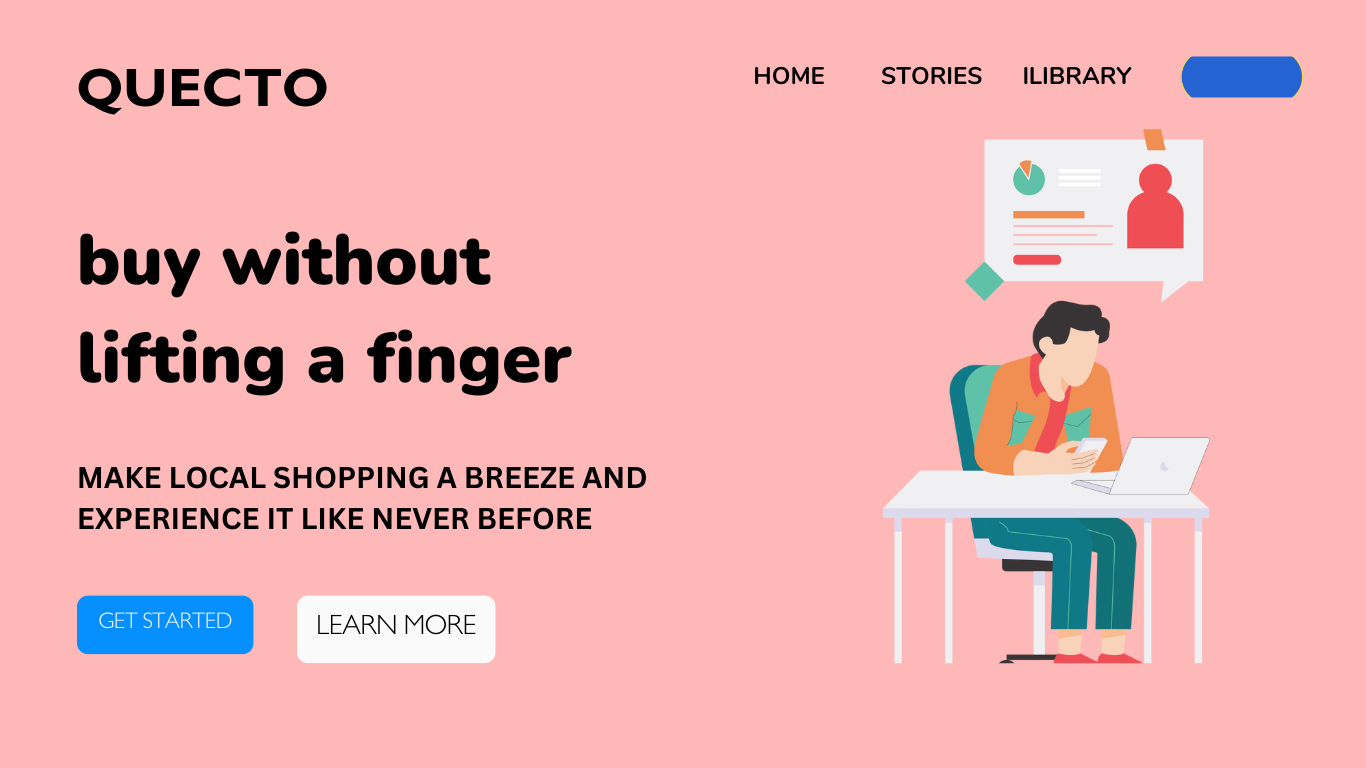 QUECTO
HOME STORIES ILIBRARY
buy without
lifting a finger
MAKE LOCAL SHOPPING A BREEZE AND
EXPERIENCE IT LIKE NEVER BEFORE
GET STARTED
LEARN MORE